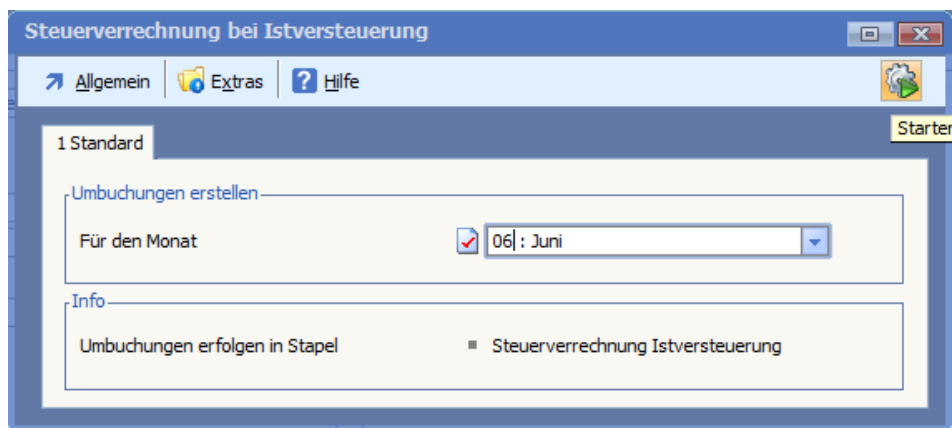 Steuerverrechnung bei Istversteuerung
Allgemein Extras ? Hilfe
Starten
1 Standard
Umbuchungen erstellen
Für den Monat 06 : Juni
Info
Umbuchungen erfolgen in Stapel Steuerverrechnung Istversteuerung